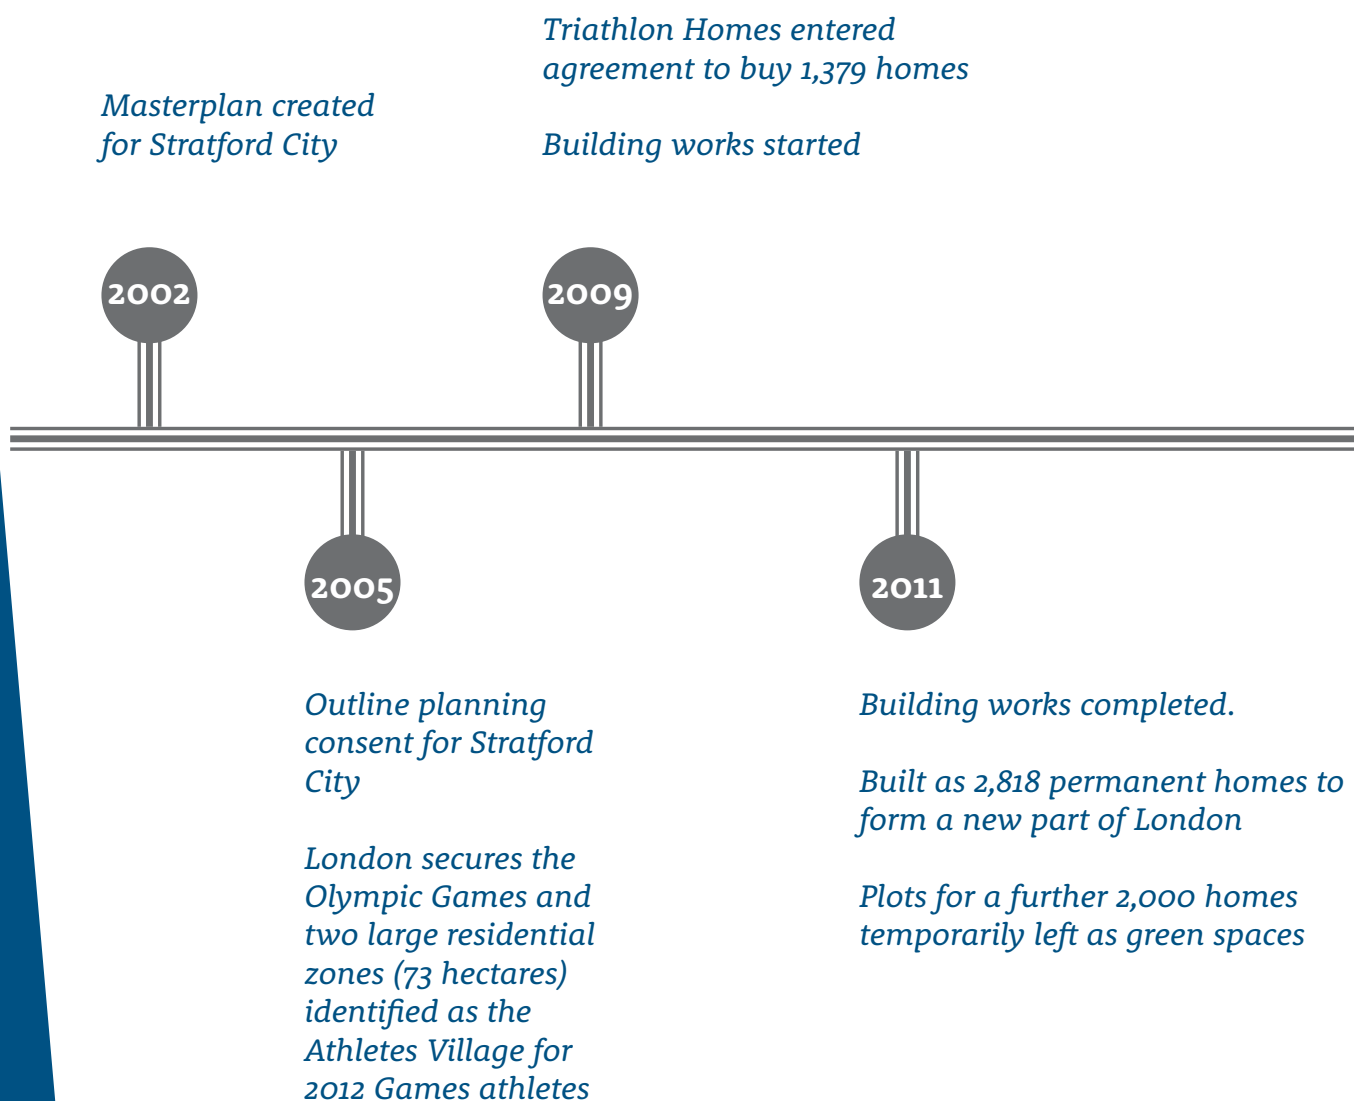 Masterplan created
for Stratford City
2002
Outline planning
consent for Stratford
City
London secures the
Olympic Games and
two large residential
zones (73 hectares)
identified as the
Athletes Village for
2012 Games athletes
2005
Triathlon Homes entered
agreement to buy 1,379 homes
Building works started
2009
2011
Building works completed.
Built as 2,818 permanent homes to
form a new part of London
Plots for a further 2,000 homes
temporarily left as green spaces